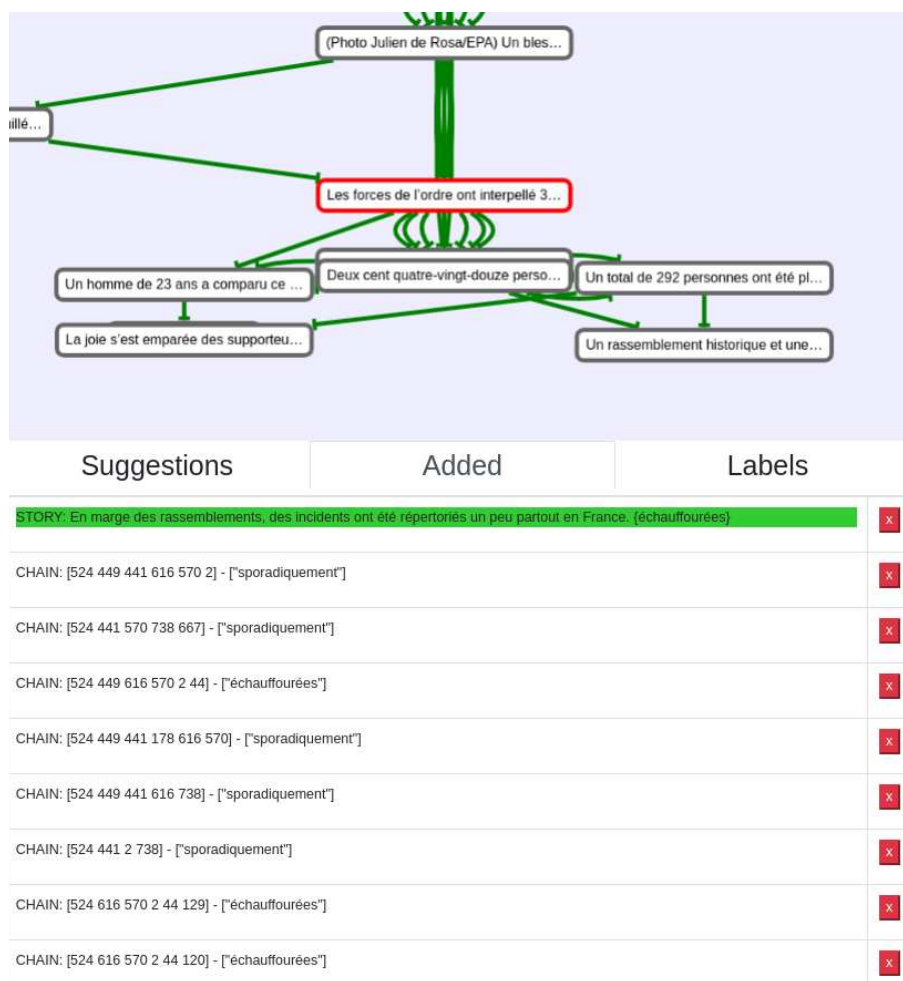 (Photo Julien de Rosa/EPA) Un bles…
illé…
Les forces de l’ordre ont interpellé 3…
Un homme de 23 ans a comparu ce …
Deux cent quatre-vingt-douze perso…
Un total de 292 personnes ont été pl…
La joie s’est emparée des supporteu…
Un rassemblement historique et une…
Suggestions
Added
Labels
STORY: En marge des rassemblements, des incidents ont été répertoriés un peu partout en France. {échauffourées}
x
CHAIN: [524 449 441 616 570 2] - ["sporadiquement"]
x
CHAIN: [524 441 570 738 667] - ["sporadiquement"]
x
CHAIN: [524 449 616 570 2 44] - ["échauffourées"]
x
CHAIN: [524 449 441 178 616 570] - ["sporadiquement"]
x
CHAIN: [524 449 441 616 738] - ["sporadiquement"]
x
CHAIN: [524 441 2 738] - ["sporadiquement"]
x
CHAIN: [524 616 570 2 44 129] - ["échauffourées"]
x
CHAIN: [524 616 570 2 44 120] - ["échauffourées"]
x